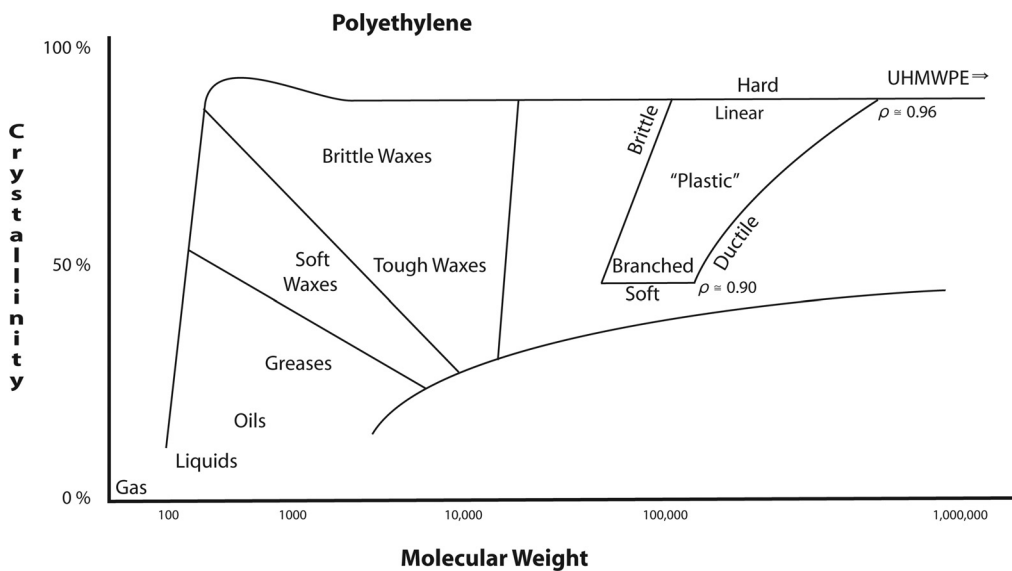 Polyethylene
100 %
UHMWPE⇒
Hard
Linear
ρ ≅ 0.96
Brittle
Brittle Waxes
"Plastic"
Crystallinity
Ductile
50 %
Soft
Waxes
Tough Waxes
Branched
Soft
ρ ≅ 0.90
Greases
Oils
Liquids
Gas
0 %
100 1000 10,000 100,000 1,000,000
Molecular Weight